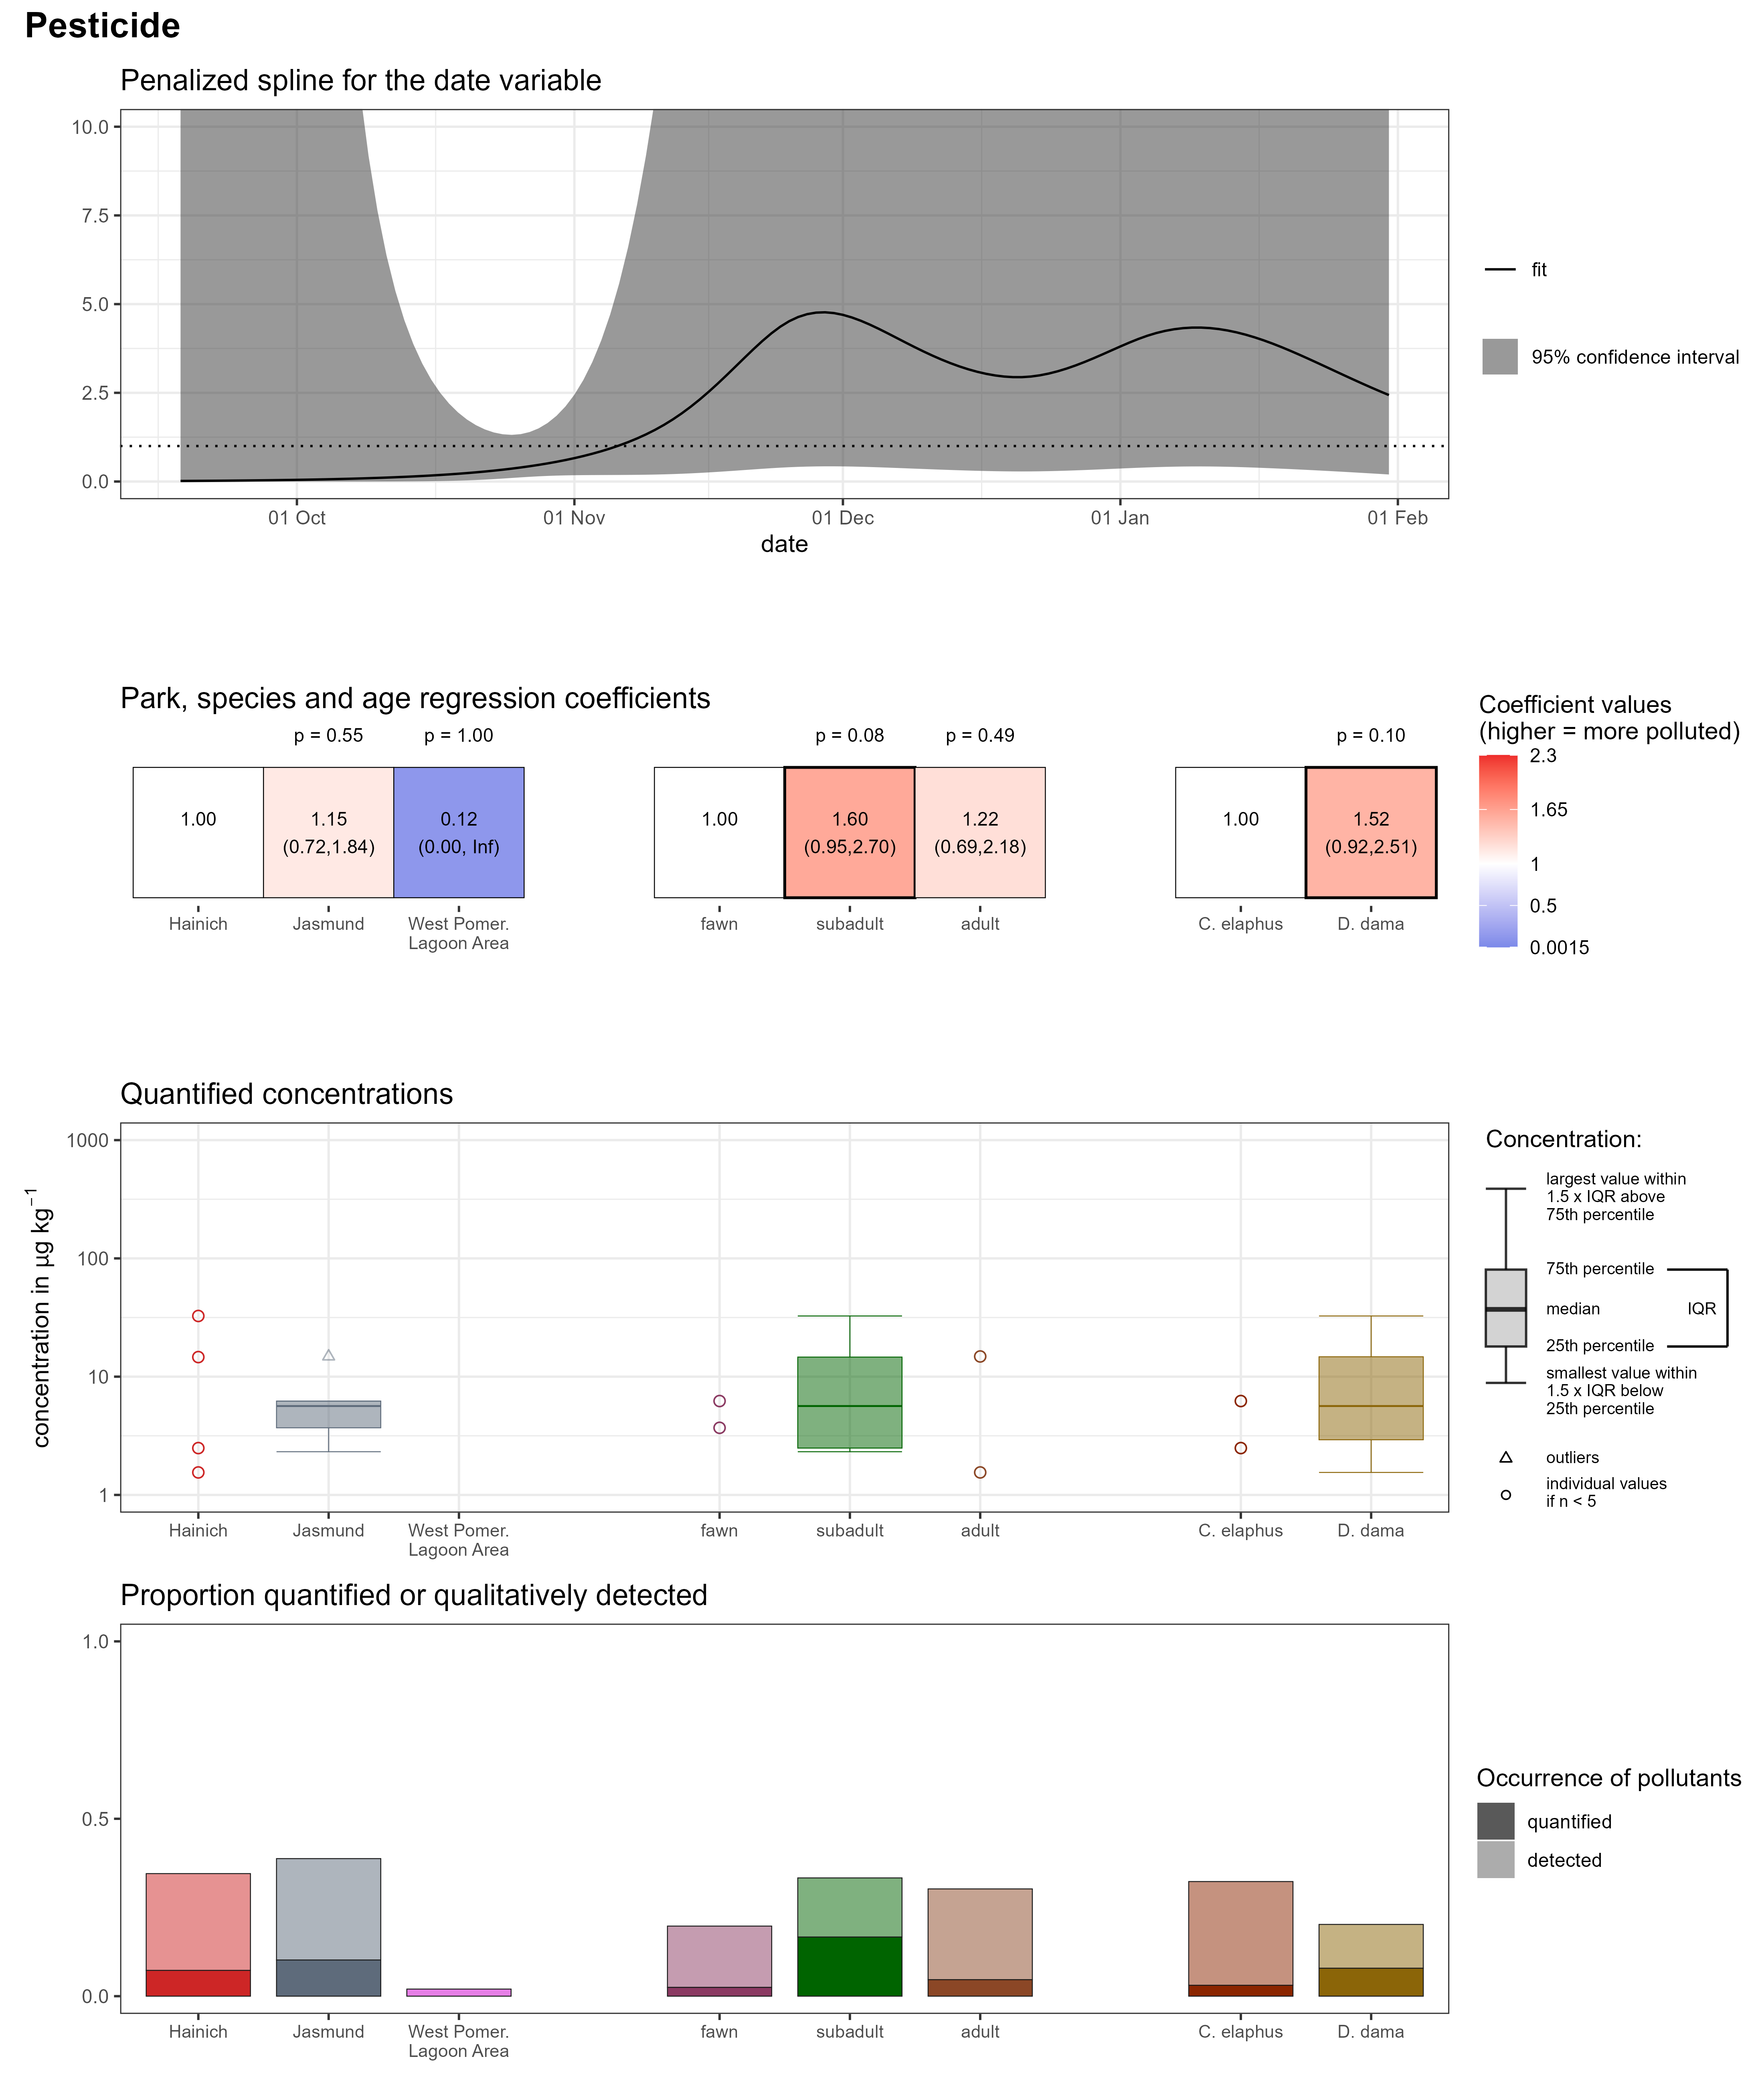 Pesticide
Penalized spline for the date variable
10.0
7.5
5.0
2.5
0.0
01 Oct
01 Nov
01 Dec
01 Jan
01 Feb
date
fit
95% confidence interval
Park, species and age regression coefficients
p = 0.55
p = 1.00
p = 0.08
p = 0.49
p = 0.10
1.00
1.15
(0.72,1.84)
0.12
(0.00, Inf)
1.00
1.60
(0.95,2.70)
1.22
(0.69,2.18)
1.00
1.52
(0.92,2.51)
Hainich
Jasmund
West Pomer.
Lagoon Area
fawn
subadult
adult
C. elaphus
D. dama
Coefficient values
(higher = more polluted)
2.3
1.65
1
0.5
0.0015
Quantified concentrations
concentration in µg kg⁻¹
1000
100
10
1
Hainich
Jasmund
West Pomer.
Lagoon Area
fawn
subadult
adult
C. elaphus
D. dama
Concentration:
largest value within
1.5 x IQR above
75th percentile
75th percentile
median
IQR
25th percentile
smallest value within
1.5 x IQR below
25th percentile
outliers
individual values
if n < 5
Proportion quantified or qualitatively detected
1.0
0.5
0.0
Hainich
Jasmund
West Pomer.
Lagoon Area
fawn
subadult
adult
C. elaphus
D. dama
Occurrence of pollutants
quantified
detected